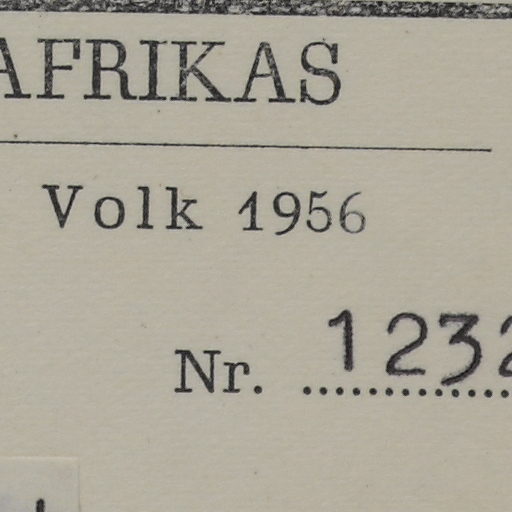 AFRIKAS
Volk 1956
Nr. 1232